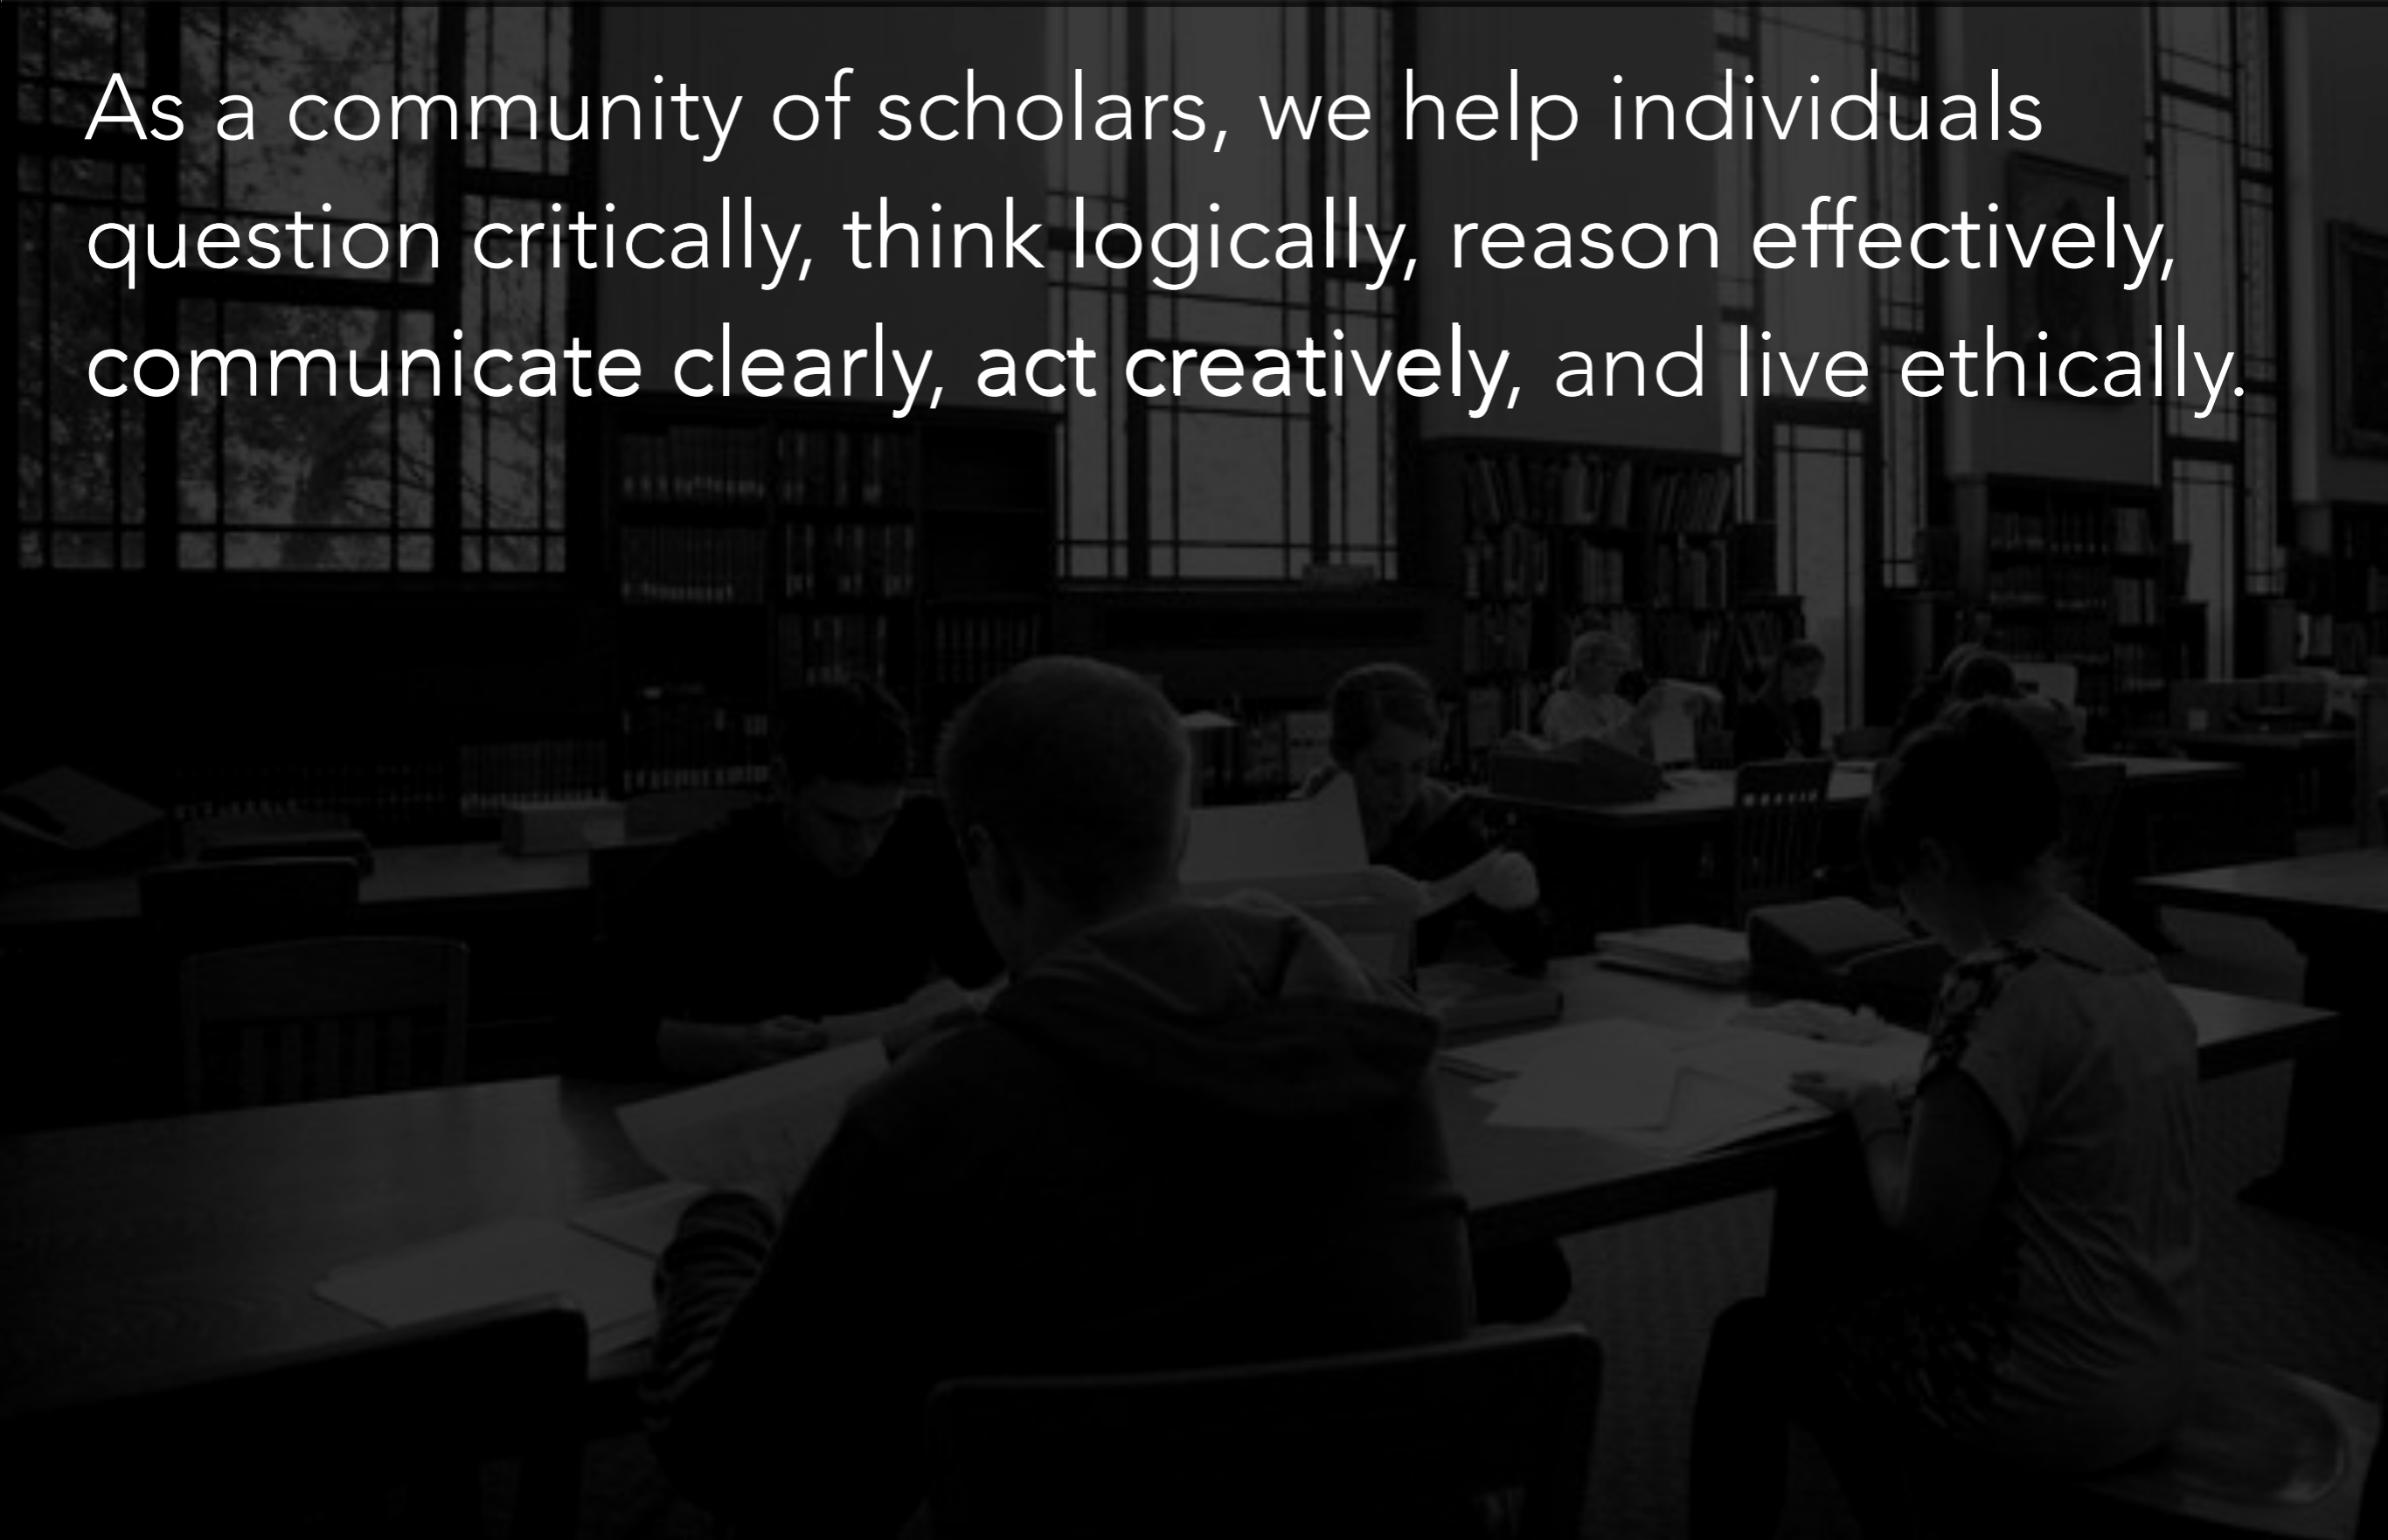 As a community of scholars, we help individuals
question critically, think logically, reason effectively,
communicate clearly, act creatively, and live ethically.